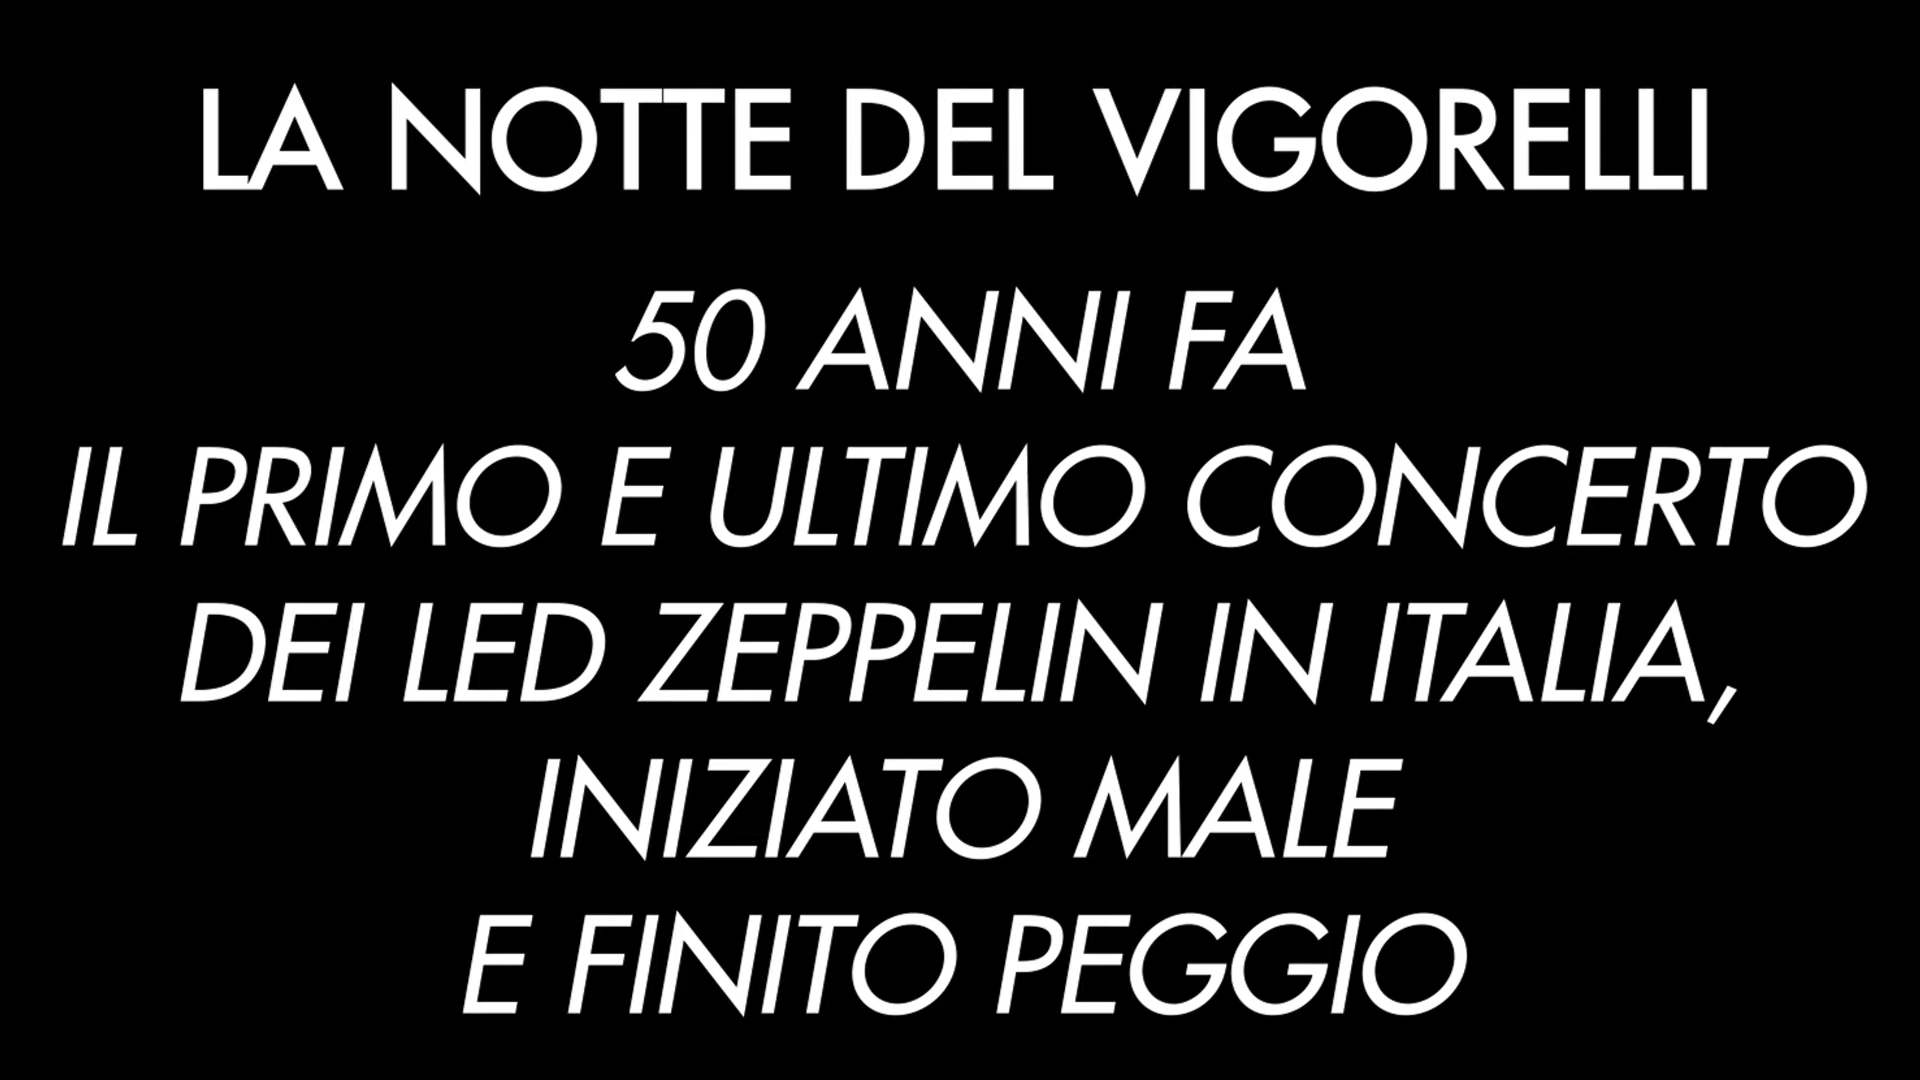 LA NOTTE DEL VIGORELLI
50 ANNI FA
IL PRIMO E ULTIMO CONCERTO
DEI LED ZEPPELIN IN ITALIA,
INIZIATO MALE
E FINITO PEGGIO